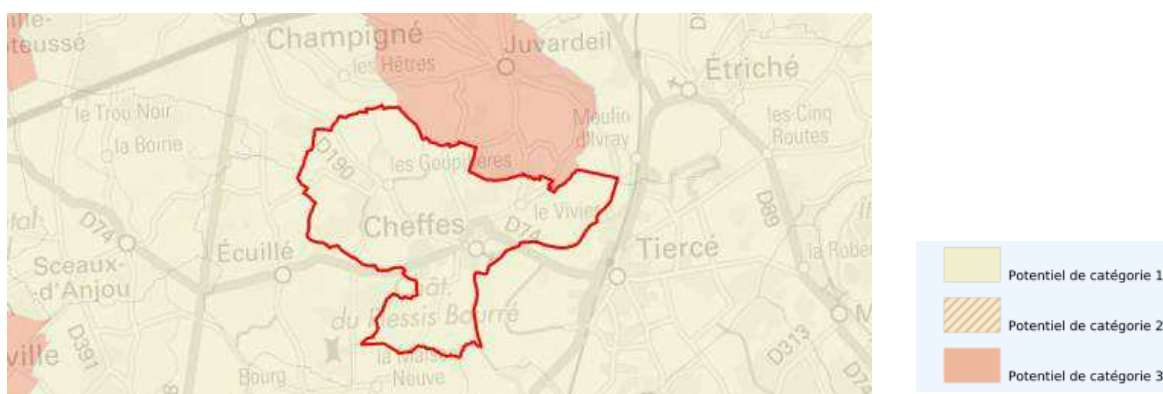 Champigné
Juvardeil
les Hêtres
Étriché
le Trou Noir
Moulin
d'Ivray
les Cinq
Routes
la Boirie
D190
les Goupillères
D89
D74
Cheffes
D74
le Vivier
Écuillé
Tiercé
Sceaux-
-d'Anjou
du Plessis Bourré
D391
D313
la Maison
Neuve
Bourg
Potentiel de catégorie 1
Potentiel de catégorie 2
Potentiel de catégorie 3